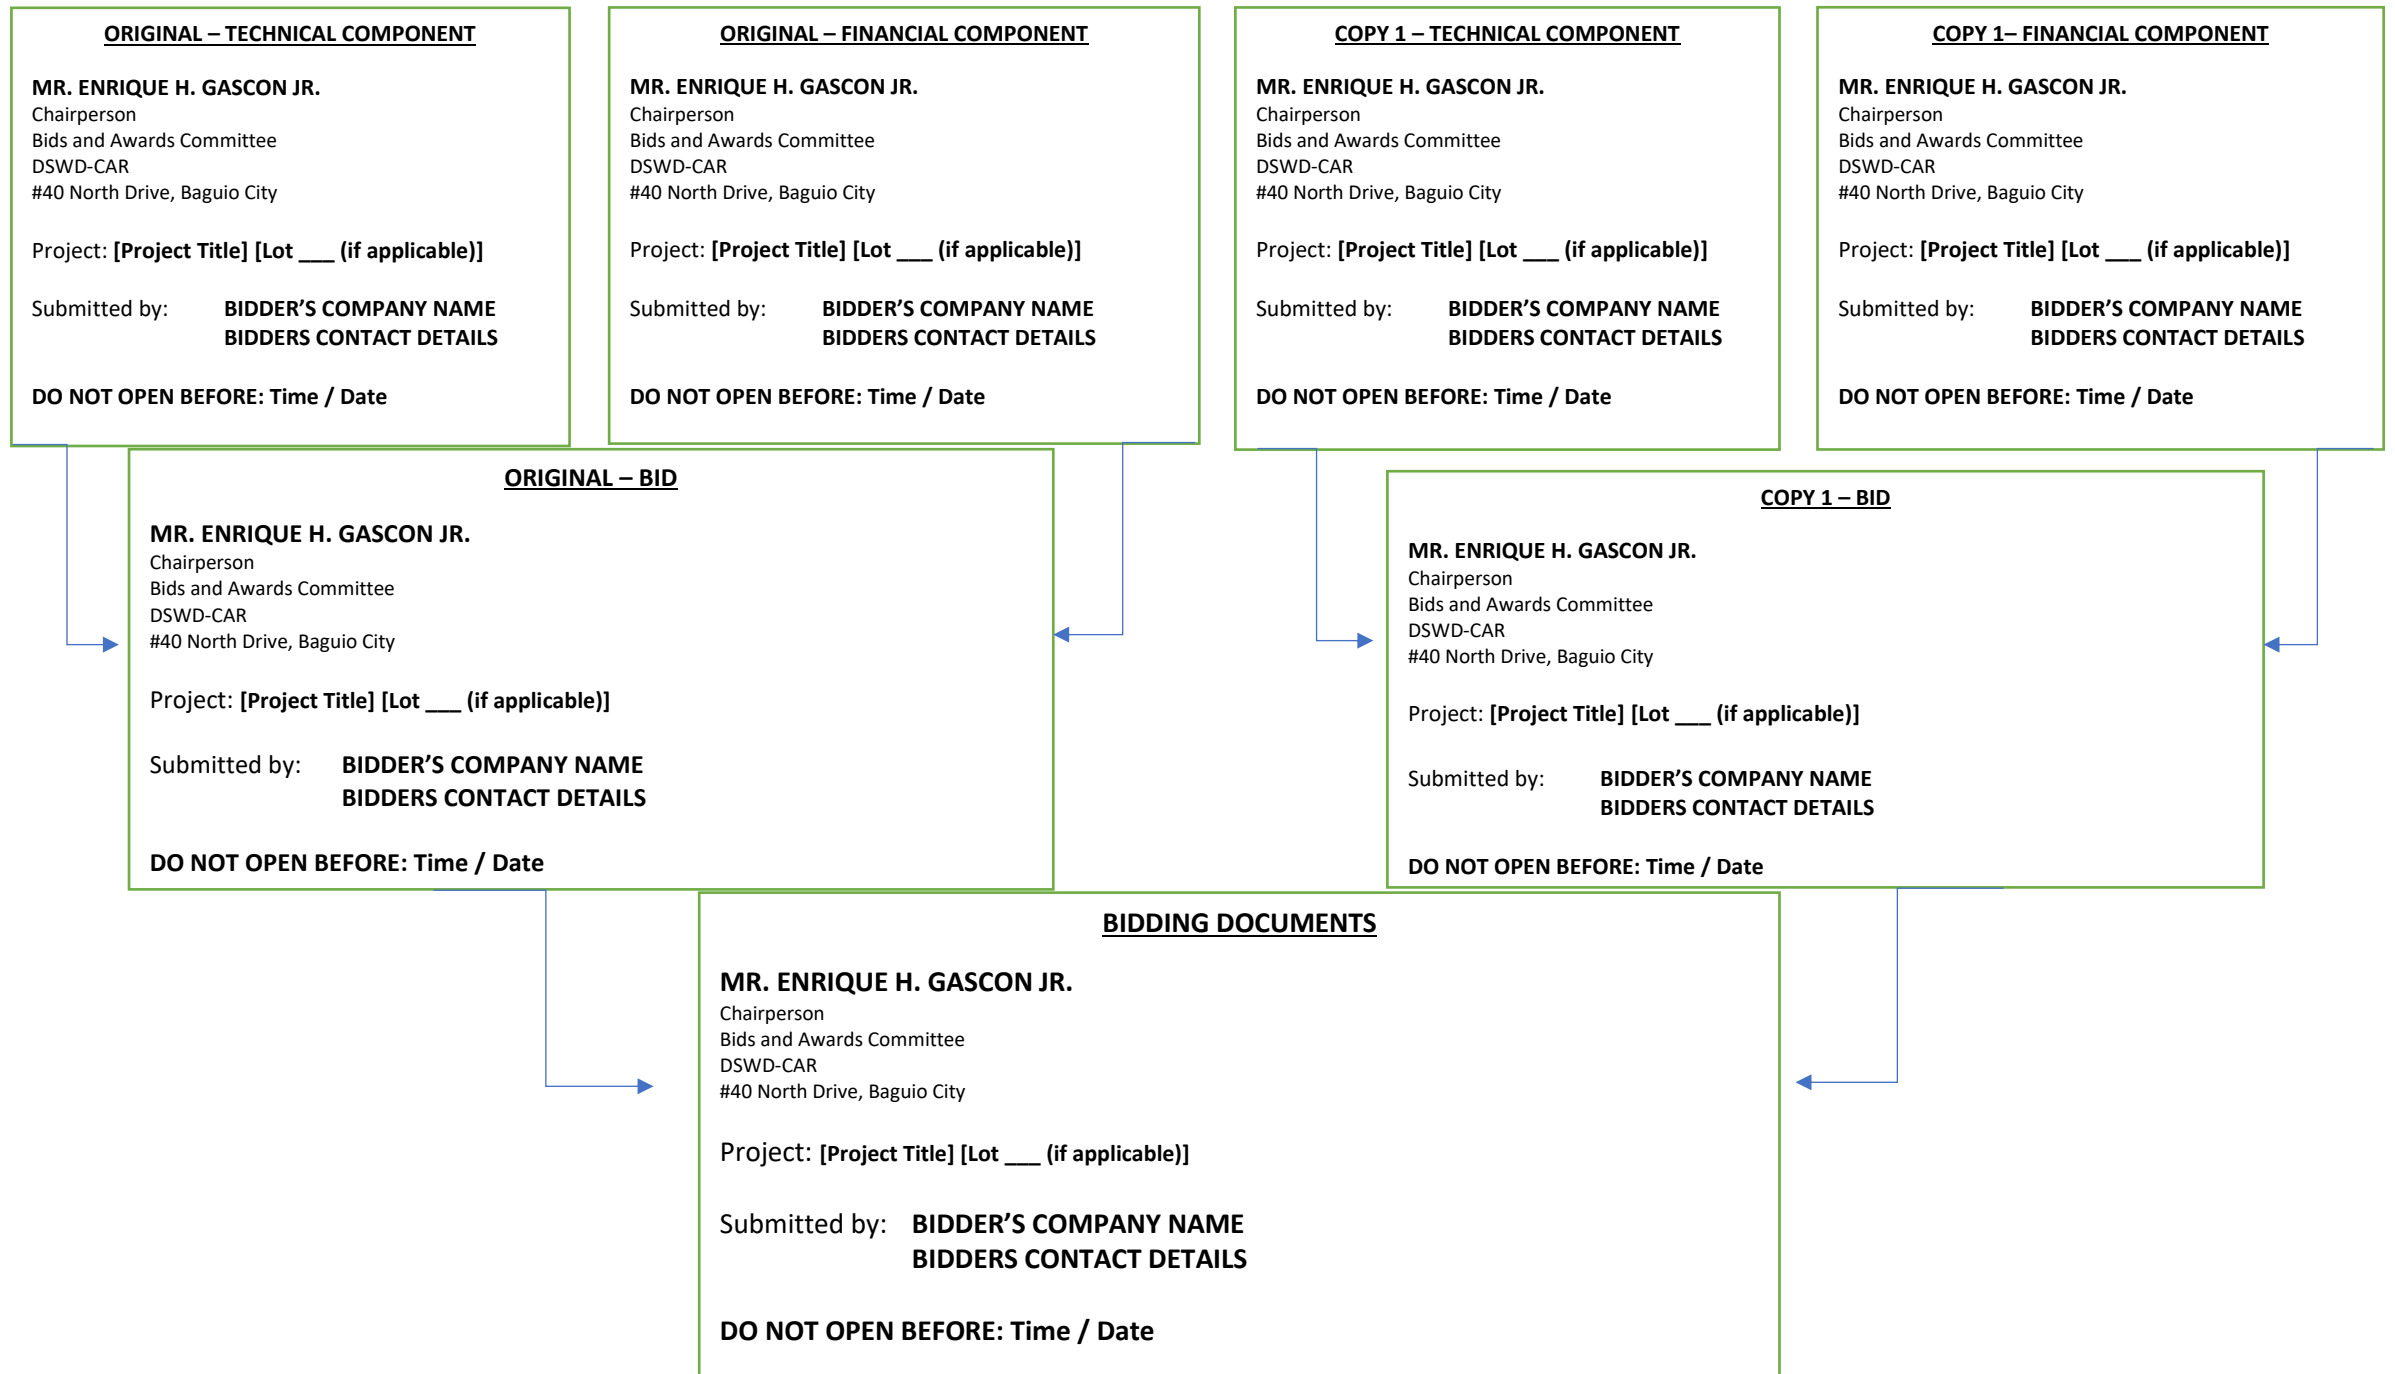 ORIGINAL – TECHNICAL COMPONENT
MR. ENRIQUE H. GASCON JR.
Chairperson
Bids and Awards Committee
DSWD-CAR
#40 North Drive, Baguio City
Project: [Project Title] [Lot ___ (if applicable)]
Submitted by: BIDDER’S COMPANY NAME
BIDDERS CONTACT DETAILS
DO NOT OPEN BEFORE: Time / Date
ORIGINAL – FINANCIAL COMPONENT
MR. ENRIQUE H. GASCON JR.
Chairperson
Bids and Awards Committee
DSWD-CAR
#40 North Drive, Baguio City
Project: [Project Title] [Lot ___ (if applicable)]
Submitted by: BIDDER’S COMPANY NAME
BIDDERS CONTACT DETAILS
DO NOT OPEN BEFORE: Time / Date
COPY 1 – TECHNICAL COMPONENT
MR. ENRIQUE H. GASCON JR.
Chairperson
Bids and Awards Committee
DSWD-CAR
#40 North Drive, Baguio City
Project: [Project Title] [Lot ___ (if applicable)]
Submitted by: BIDDER’S COMPANY NAME
BIDDERS CONTACT DETAILS
DO NOT OPEN BEFORE: Time / Date
COPY 1– FINANCIAL COMPONENT
MR. ENRIQUE H. GASCON JR.
Chairperson
Bids and Awards Committee
DSWD-CAR
#40 North Drive, Baguio City
Project: [Project Title] [Lot ___ (if applicable)]
Submitted by: BIDDER’S COMPANY NAME
BIDDERS CONTACT DETAILS
DO NOT OPEN BEFORE: Time / Date
ORIGINAL – BID
MR. ENRIQUE H. GASCON JR.
Chairperson
Bids and Awards Committee
DSWD-CAR
#40 North Drive, Baguio City
Project: [Project Title] [Lot ___ (if applicable)]
Submitted by: BIDDER’S COMPANY NAME
BIDDERS CONTACT DETAILS
DO NOT OPEN BEFORE: Time / Date
COPY 1 – BID
MR. ENRIQUE H. GASCON JR.
Chairperson
Bids and Awards Committee
DSWD-CAR
#40 North Drive, Baguio City
Project: [Project Title] [Lot ___ (if applicable)]
Submitted by: BIDDER’S COMPANY NAME
BIDDERS CONTACT DETAILS
DO NOT OPEN BEFORE: Time / Date
BIDDING DOCUMENTS
MR. ENRIQUE H. GASCON JR.
Chairperson
Bids and Awards Committee
DSWD-CAR
#40 North Drive, Baguio City
Project: [Project Title] [Lot ___ (if applicable)]
Submitted by: BIDDER’S COMPANY NAME
BIDDERS CONTACT DETAILS
DO NOT OPEN BEFORE: Time / Date